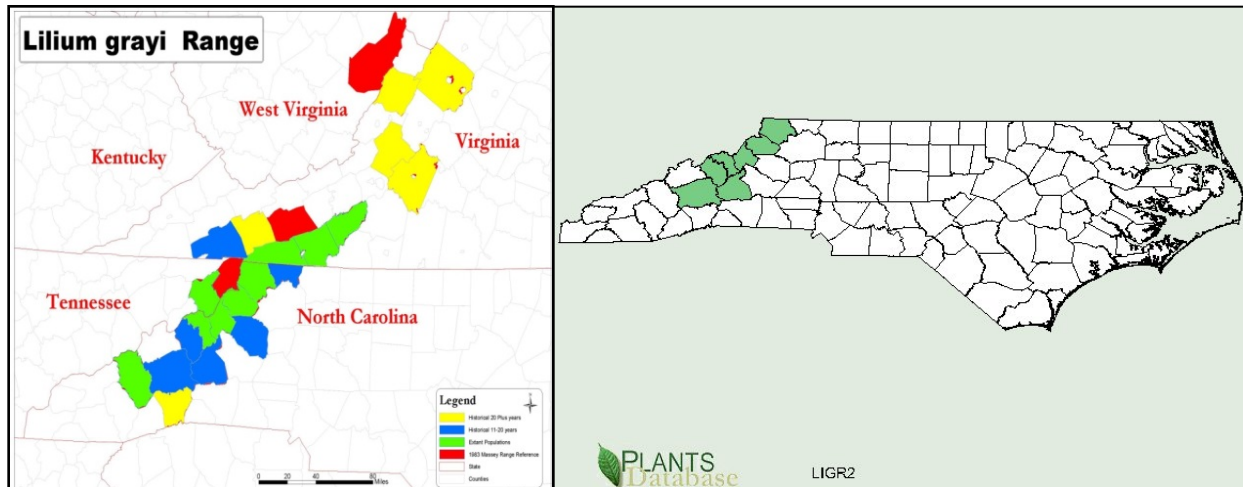 Lilium grayi Range
West Virginia
Virginia
Kentucky
Tennessee
North Carolina
Legend
Historical 20 Plus years
Historical 11-20 years
Extant Populations
1983 Massey Range Reference
State
Counties
0 20 40 80
Miles
PLANTS
Database
LIGR2